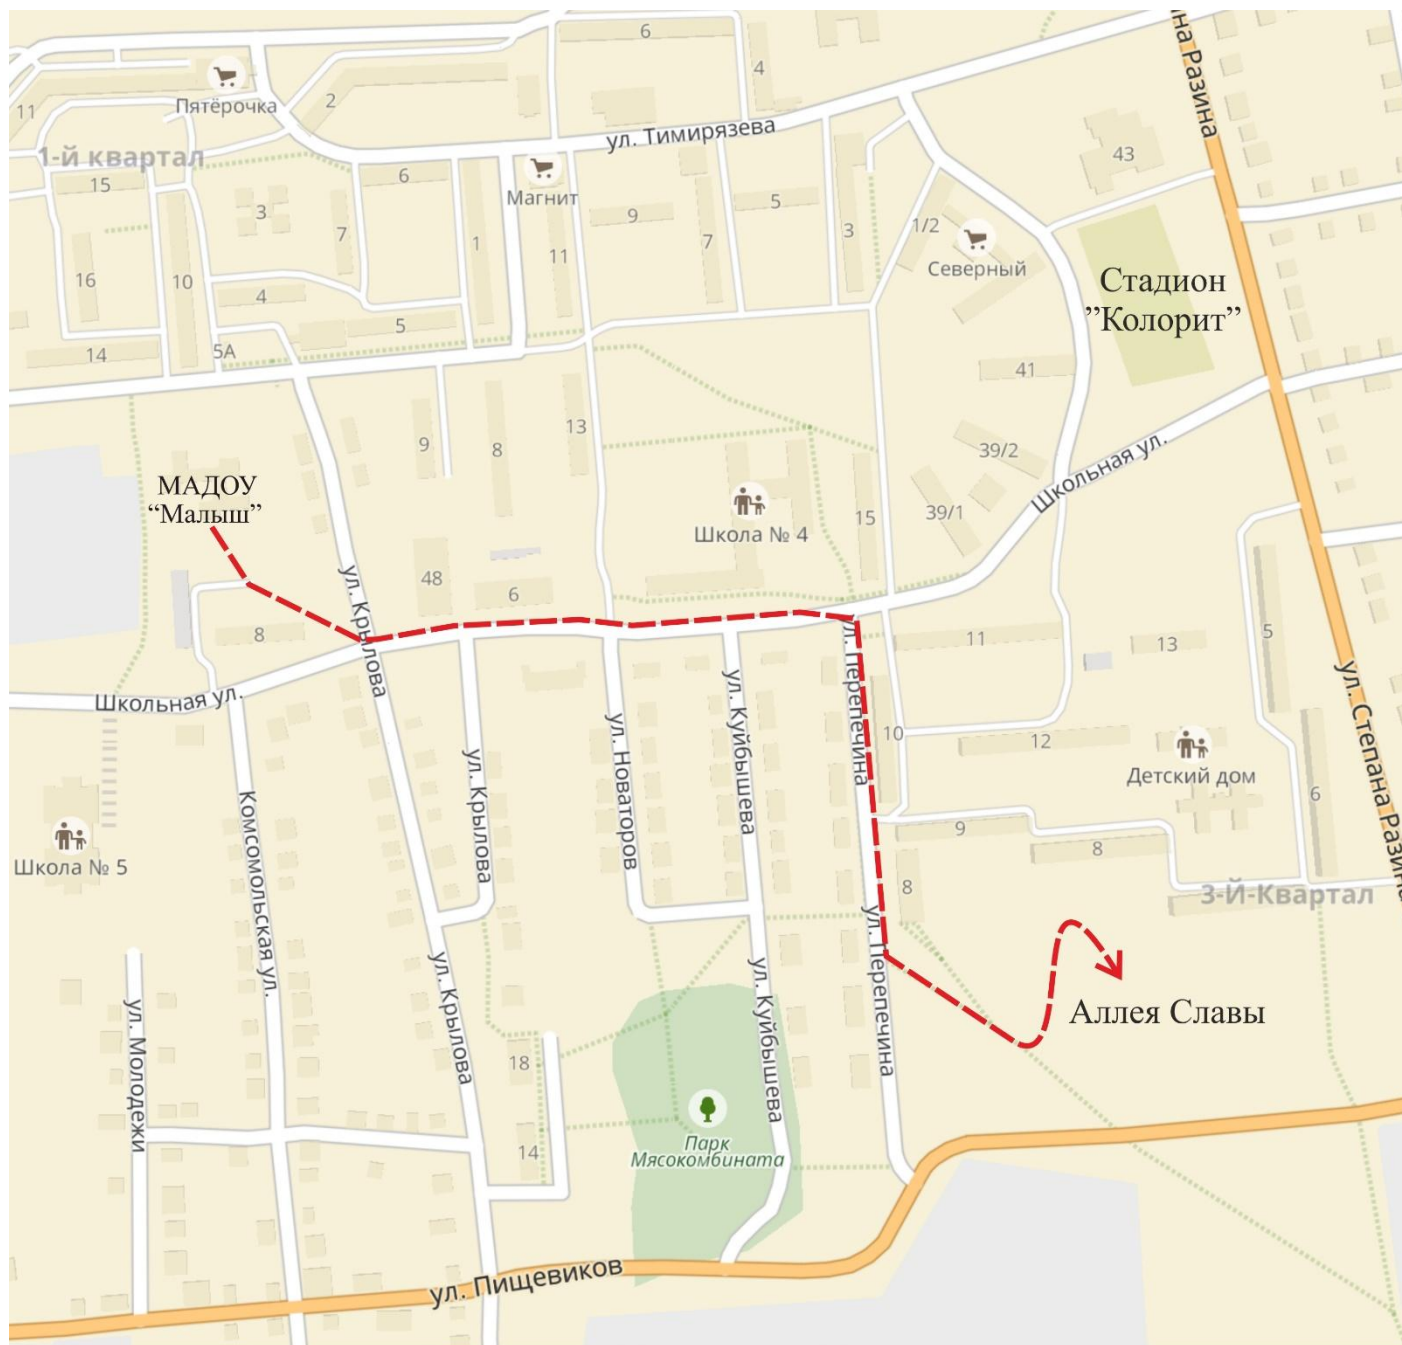 6
на Разина
4
Пятёрочка
11
2
ул. Тимирязева
1-й квартал
43
15
6
Магнит
3
9
5
7
1
7
3
1/2
11
Северный
16
10
4
Стадион
”Колорит”
5
14
5А
41
9
8
13
39/2
Школьная ул.
МАДОУ
“Малыш”
Школа № 4
15
39/1
ул. Крылова
48
6
8
11
13
5
ул. Перепечина
Школьная ул.
ул. Куйбышева
ул. Новаторов
ул. Крылова
10
12
Детский дом
ул. Степана Разина
Комсомольская ул.
6
Школа № 5
9
8
8
3-Й-Квартал
ул. Перепечина
ул. Крылова
ул. Куйбышева
ул. Молодежи
Аллея Славы
18
14
Парк
Мясокомбината
ул. Пищевиков